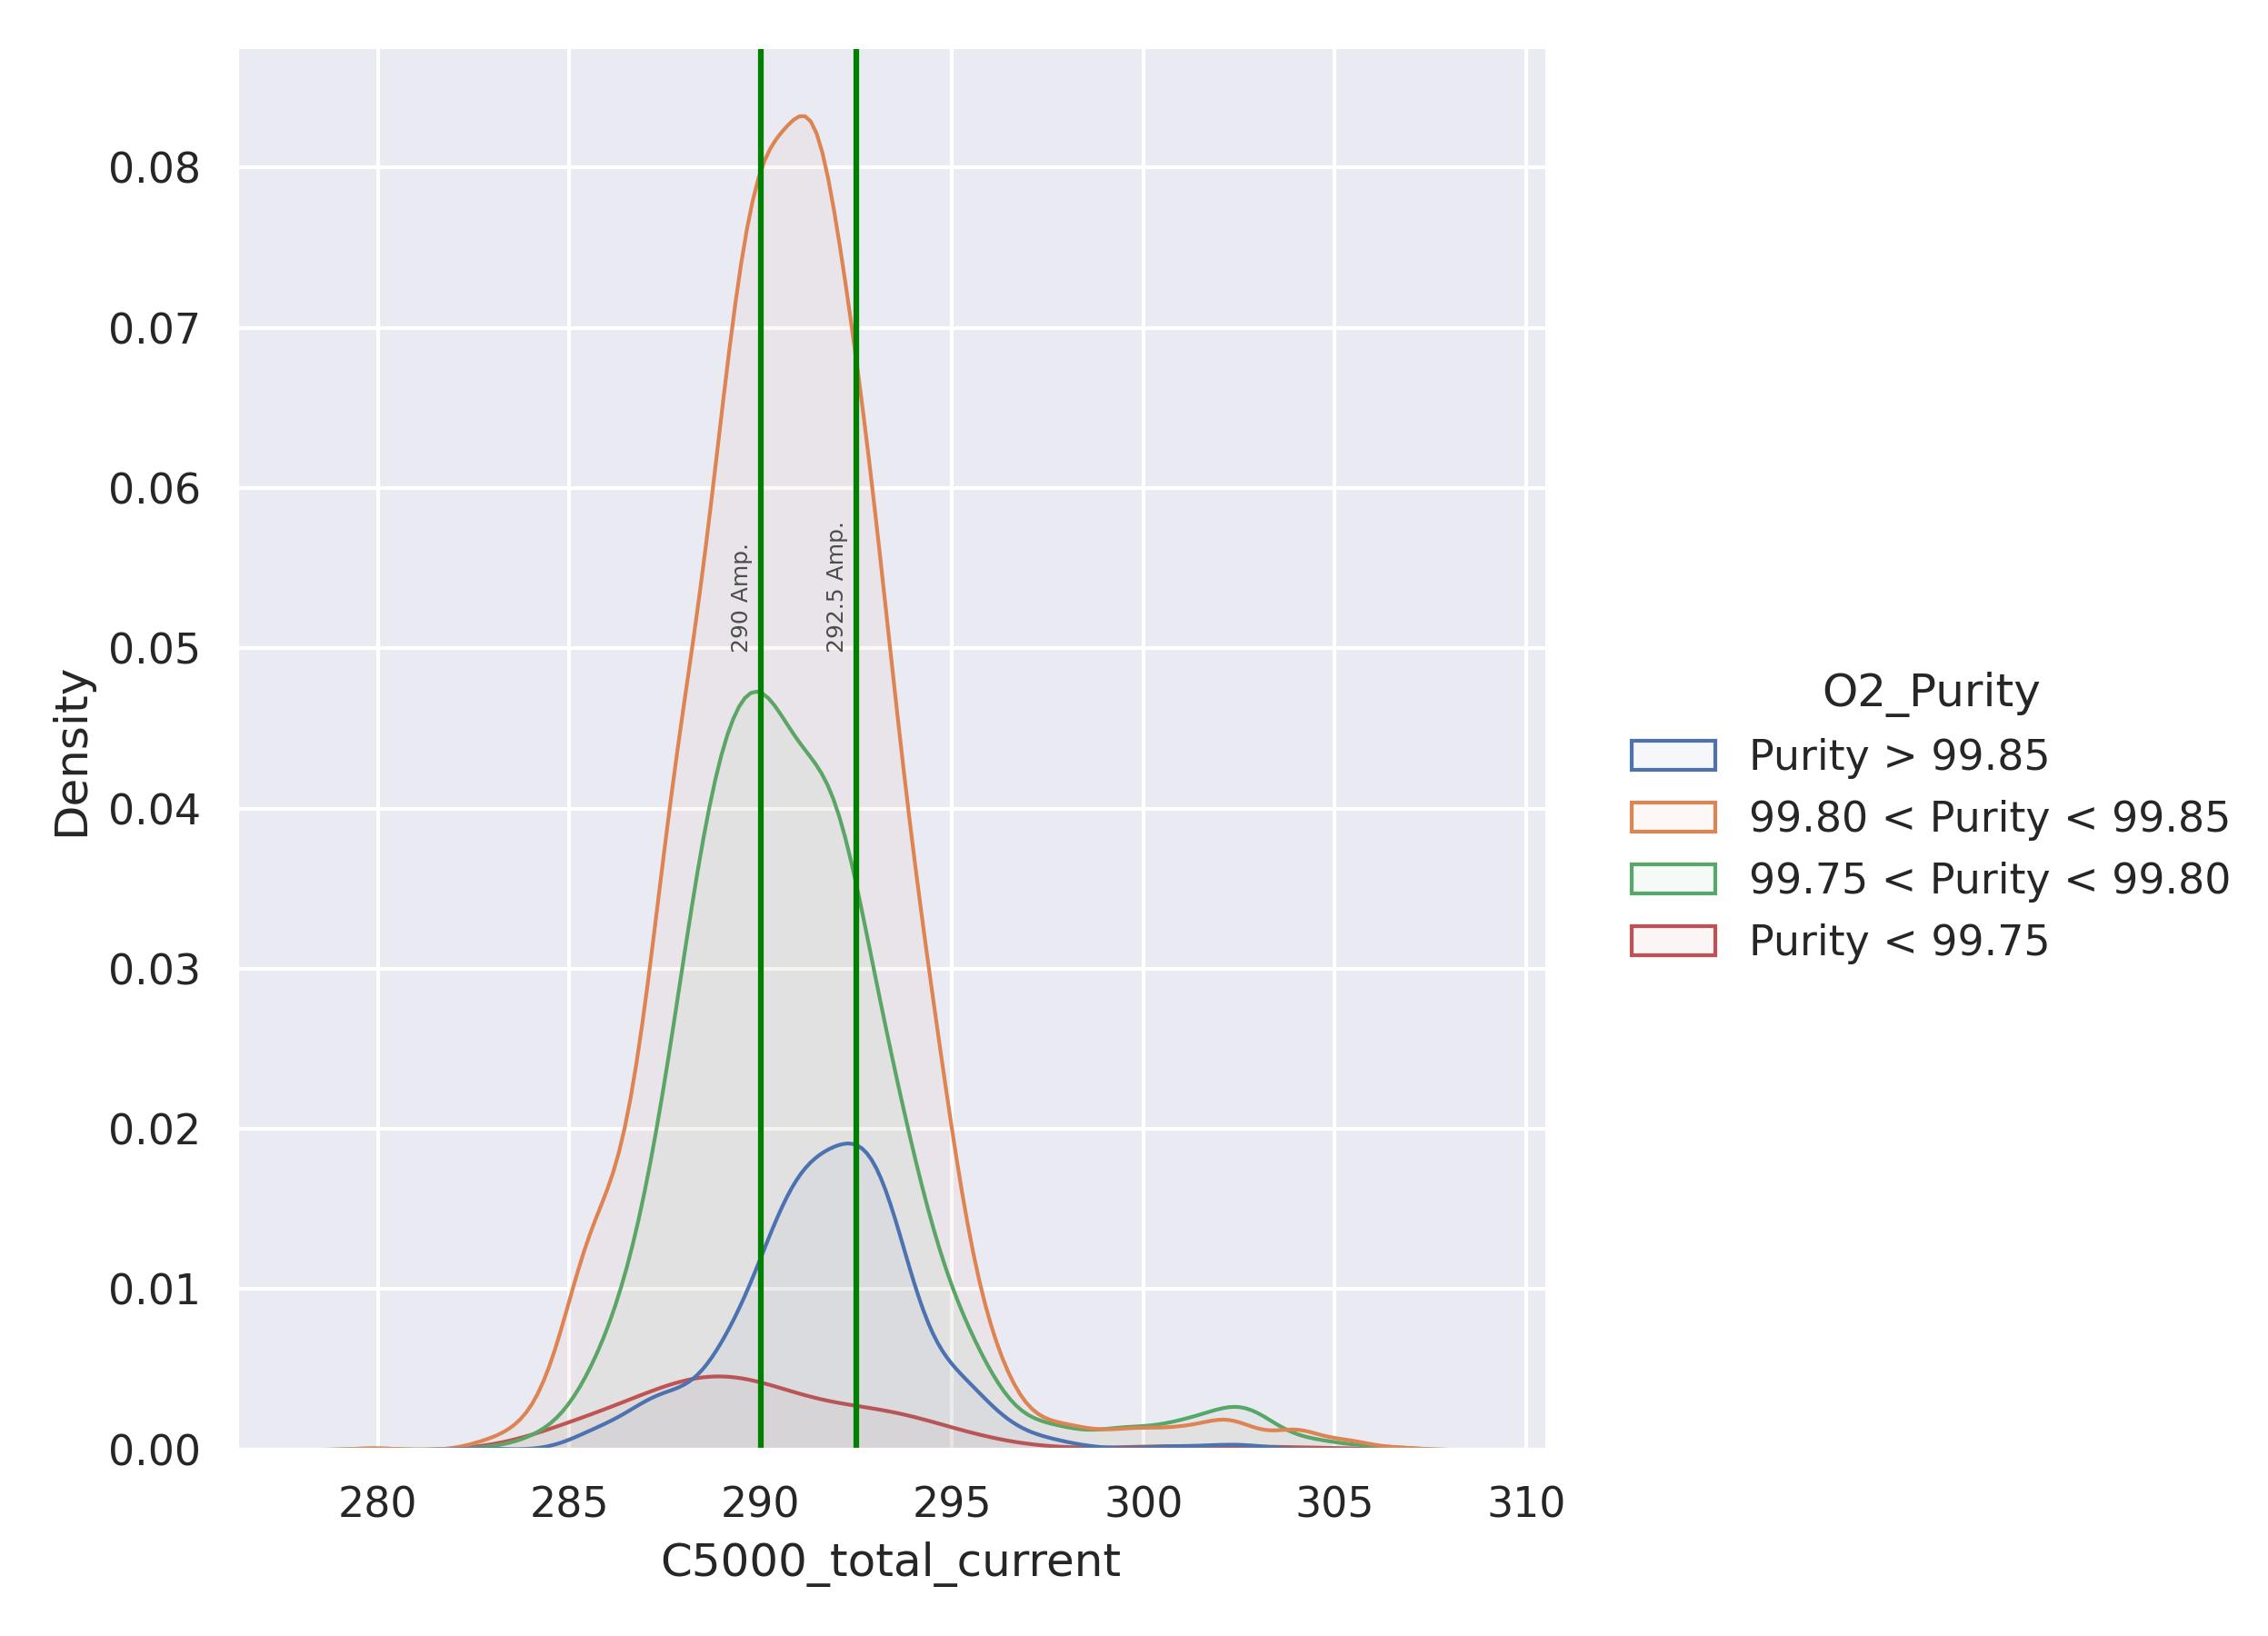 0.08
0.07
0.06
0.05
0.04
0.03
0.02
0.01
0.00
Density
290 Amp.
292.5 Amp.
280 285 290 295 300 305 310
C5000_total_current
O2_Purity
Purity > 99.85
99.80 < Purity < 99.85
99.75 < Purity < 99.80
Purity < 99.75